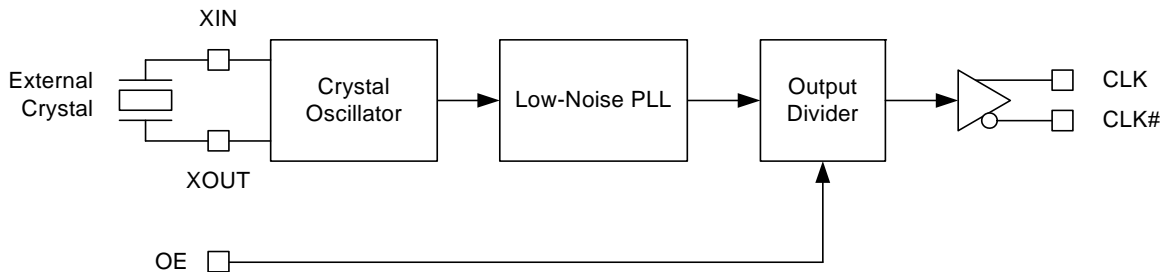 XIN
External
Crystal
XOUT
Crystal
Oscillator
Low-Noise PLL
Output
Divider
CLK
CLK#
OE